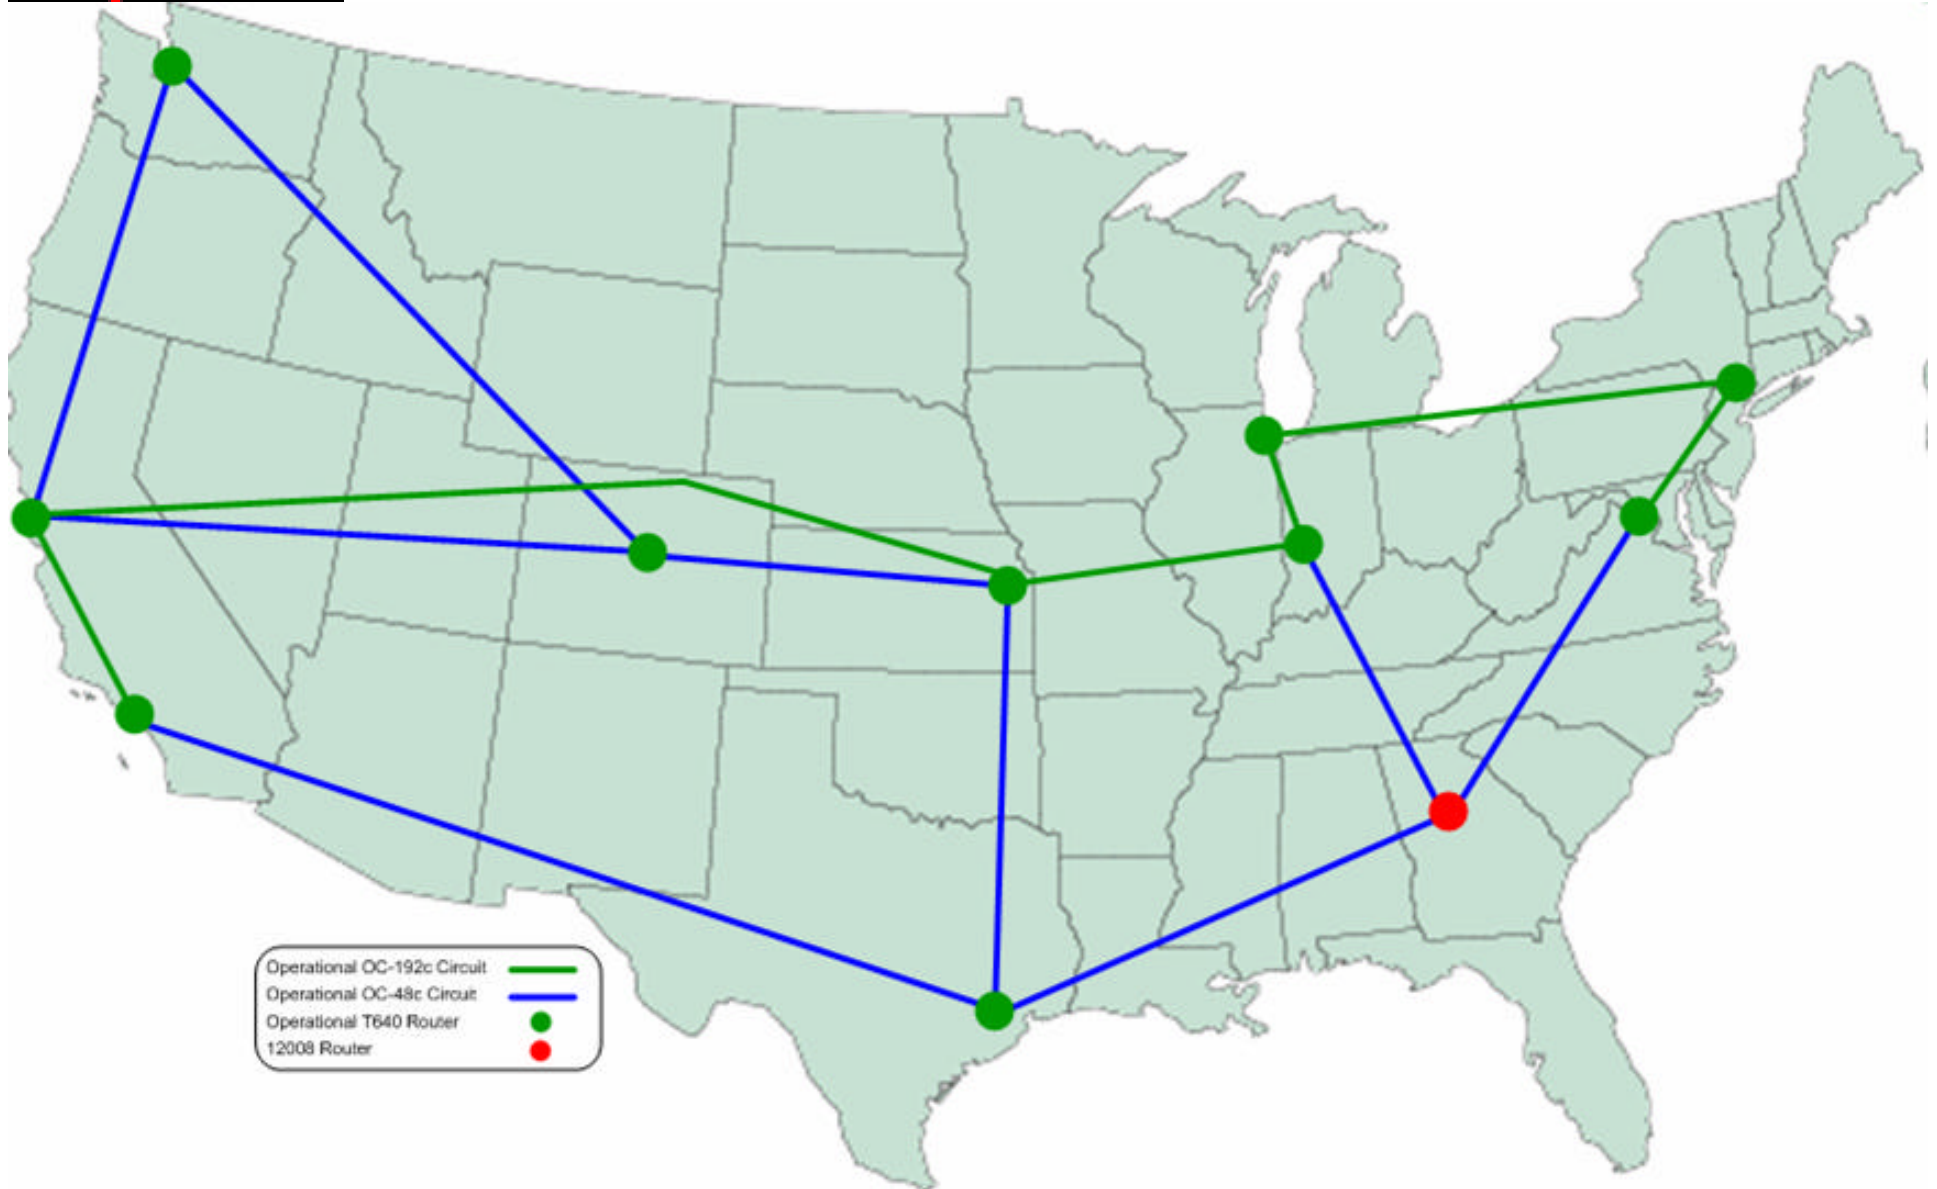 Operational OC-192c Circuit
Operational OC-48c Circuit
Operational T640 Router
12008 Router